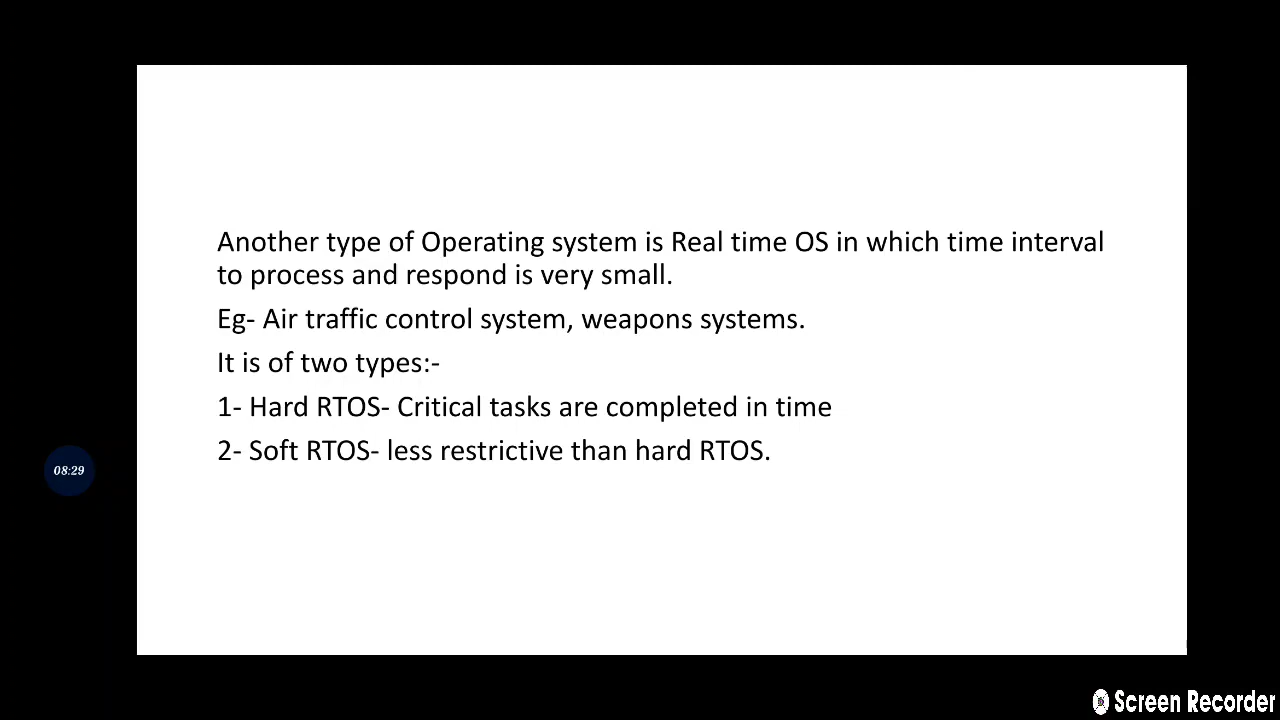 Another type of Operating system is Real time OS in which time interval
to process and respond is very small.
Eg- Air traffic control system, weapons systems.
It is of two types:-
1- Hard RTOS- Critical tasks are completed in time
2- Soft RTOS- less restrictive than hard RTOS.
08:29
Screen Recorder